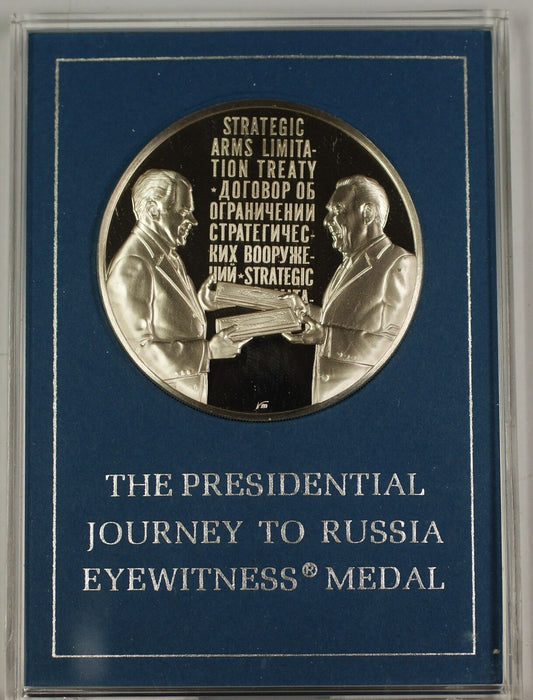 STRATEGIC
ARMS LIMITA-
TION TREATY
★ДОГОВОР ОБ
ОГРАНИЧЕНИИ
СТРАТЕГИЧЕС-
КИХ ВООРУЖЕ-
НИЙ★STRATEGIC
THE PRESIDENTIAL
JOURNEY TO RUSSIA
EYEWITNESS® MEDAL